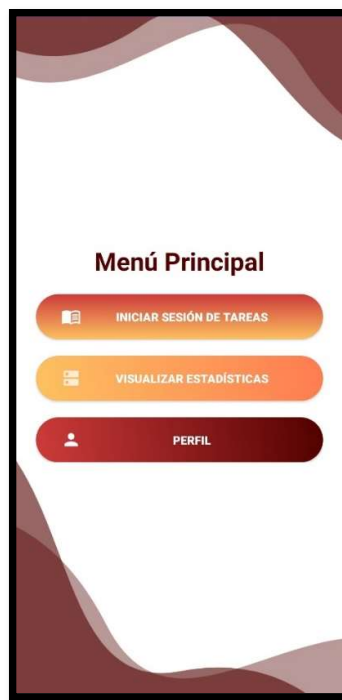 Menú Principal
INICIAR SESIÓN DE TAREAS
VISUALIZAR ESTADÍSTICAS
PERFIL